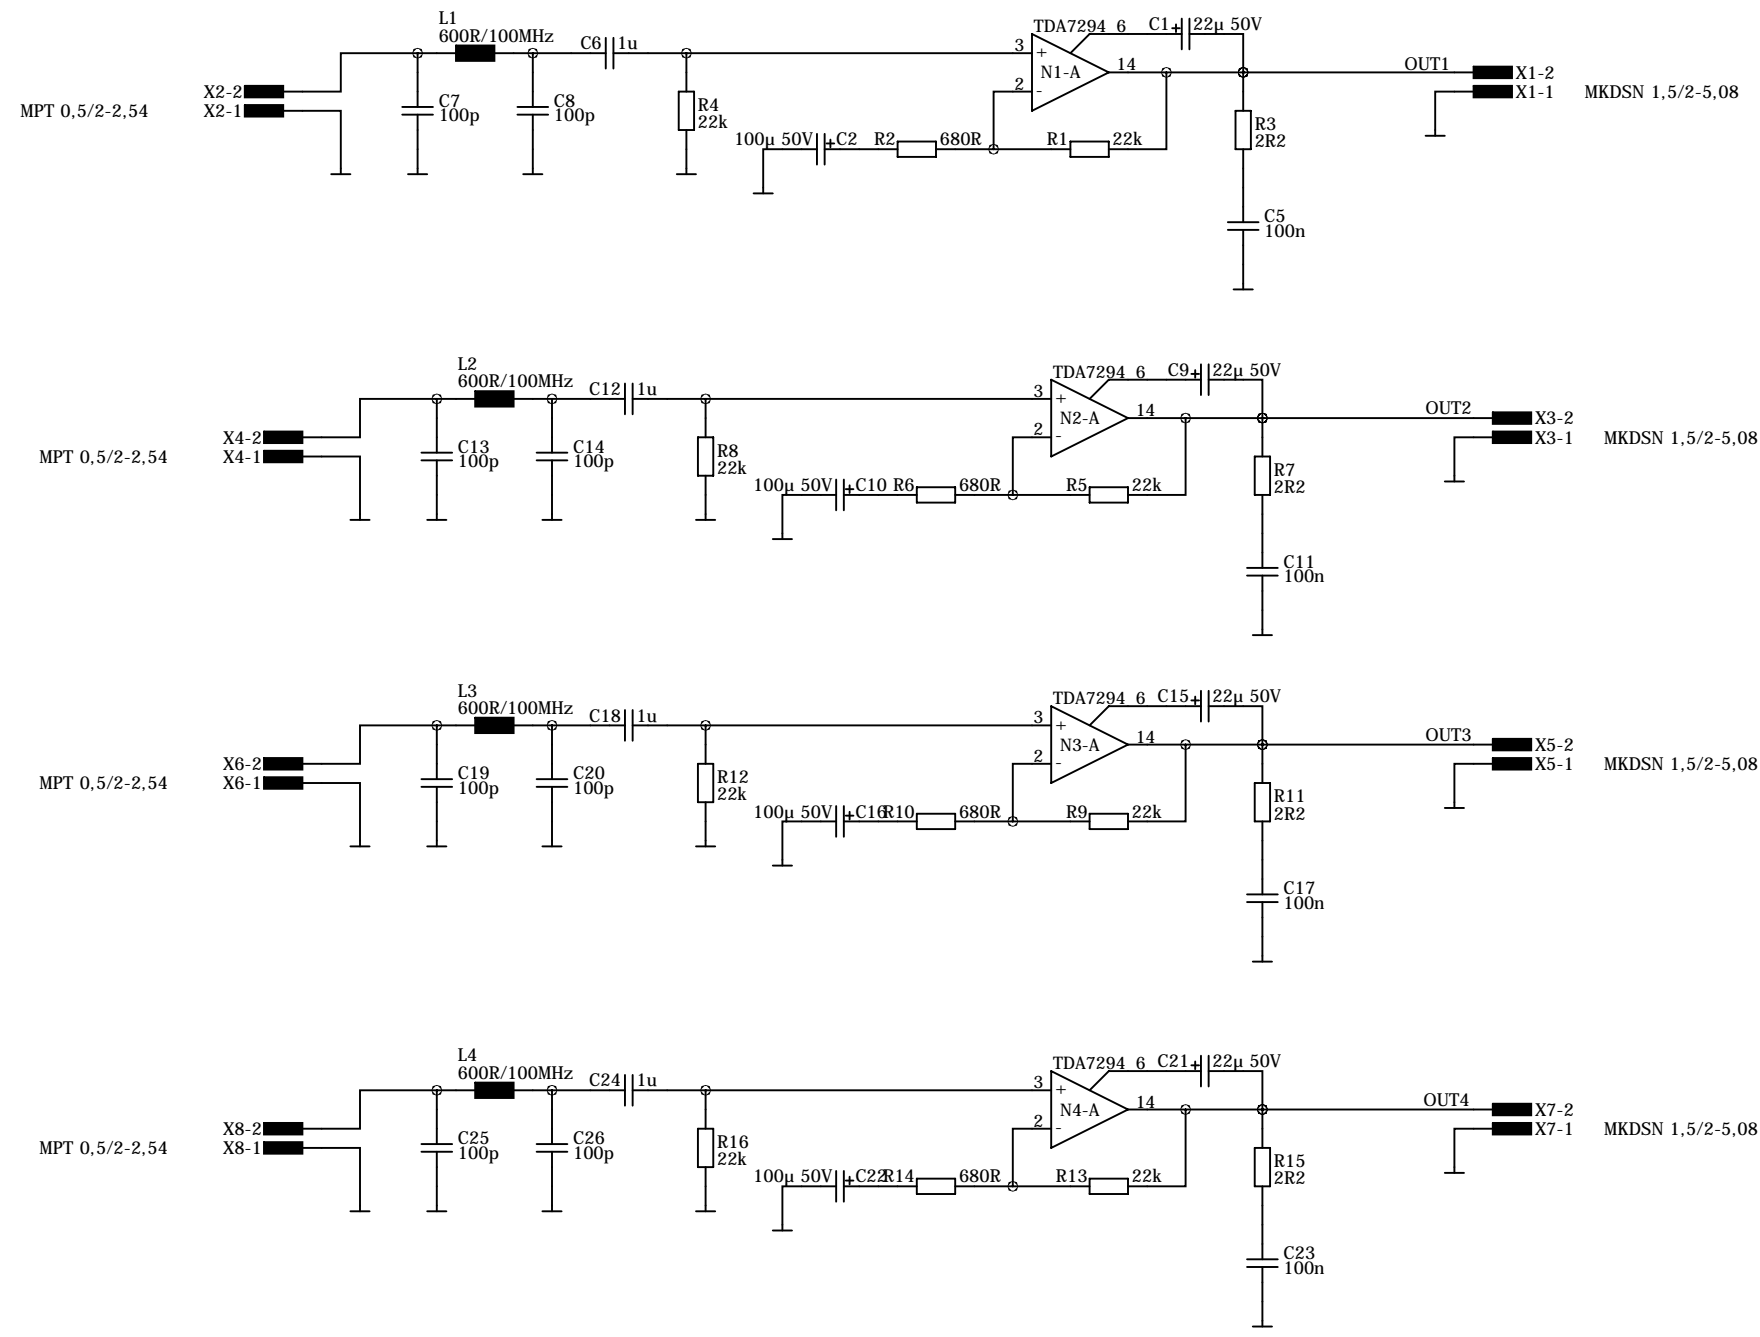 L1
600R/100MHz
C6 1u
TDA7294 6 C1 + 22µ 50V
3 +
N1-A 14
2 -
OUT1
X2-2
X2-1
MPT 0,5/2-2,54
C7
100p
C8
100p
R4
22k
100µ 50V + C2 R2 680R
R1 22k
R3
2R2
C5
100n
X1-2
X1-1
MKDSN 1,5/2-5,08
L2
600R/100MHz
C12 1u
TDA7294 6 C9 + 22µ 50V
3 +
N2-A 14
2 -
OUT2
X4-2
X4-1
MPT 0,5/2-2,54
C13
100p
C14
100p
R8
22k
100µ 50V + C10 R6 680R
R5 22k
R7
2R2
C11
100n
X3-2
X3-1
MKDSN 1,5/2-5,08
L3
600R/100MHz
C18 1u
TDA7294 6 C15 + 22µ 50V
3 +
N3-A 14
2 -
OUT3
X6-2
X6-1
MPT 0,5/2-2,54
C19
100p
C20
100p
R12
22k
100µ 50V + C16 R10 680R
R9 22k
R11
2R2
C17
100n
X5-2
X5-1
MKDSN 1,5/2-5,08
L4
600R/100MHz
C24 1u
TDA7294 6 C21 + 22µ 50V
3 +
N4-A 14
2 -
OUT4
X8-2
X8-1
MPT 0,5/2-2,54
C25
100p
C26
100p
R16
22k
100µ 50V + C22 R14 680R
R13 22k
R15
2R2
C23
100n
X7-2
X7-1
MKDSN 1,5/2-5,08